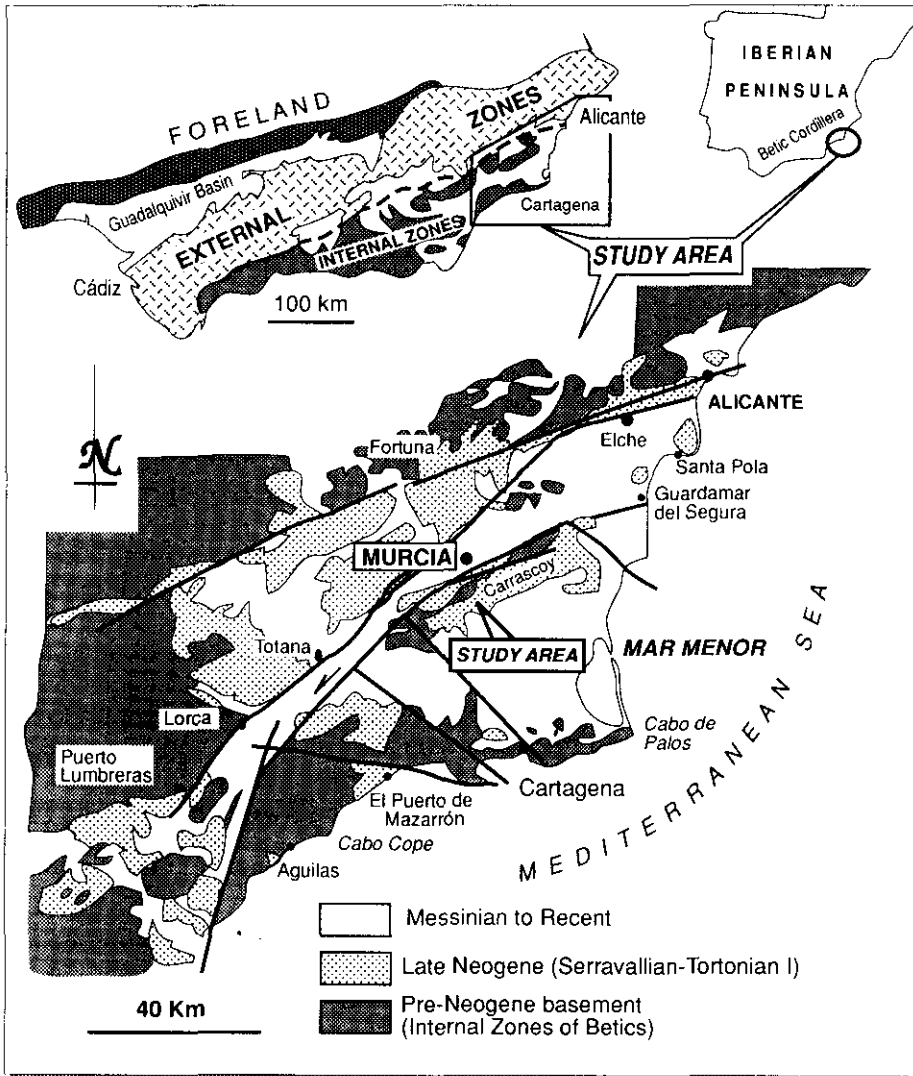 IBERIAN
PENINSULA
Betic Cordillera
FORELAND
ZONES
Alicante
Guadalquivir Basin
Cartagena
EXTERNAL
INTERNAL ZONES
STUDY AREA
Cádiz
100 km
N
ALICANTE
Elche
Fortuna
Santa Pola
Guardamar
del Segura
MURCIA
Carrascoy
STUDY AREA
MAR MENOR
Totana
Lorca
Cabo de
Palos
Puerto
Lumbreras
Cartagena
El Puerto de
Mazarrón
Cabo Cope
Aguilas
MEDITERRANEAN SEA
Messinian to Recent
Late Neogene (Serravallian-Tortonian I)
Pre-Neogene basement
(Internal Zones of Betics)
40 Km